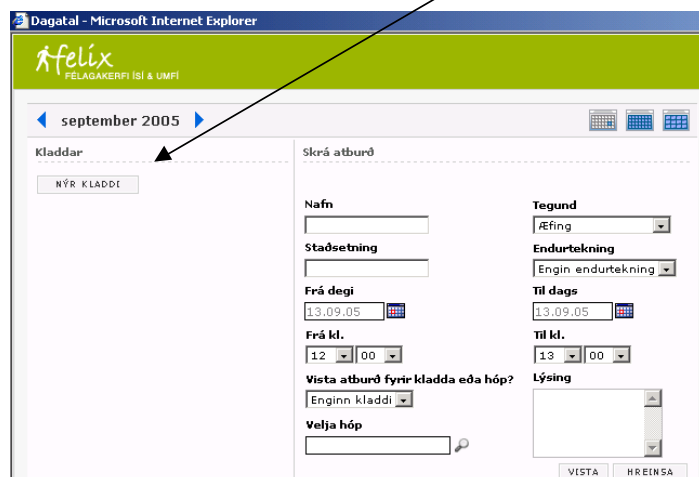 Dagatal - Microsoft Internet Explorer
felix
FÉLAGAKERFI ÍSÍ & UMFÍ
september 2005
Kladdar
NÝR KLADDI
Skrá atburð
Nafn
Tegund
Æfing
Staðsetning
Endurtekning
Engin endurtekning
Frá degi
Til dags
13.09.05
13.09.05
Frá kl.
Til kl.
12 00
13 00
Vista atburð fyrir kladda eða hóp?
Lýsing
Enginn kladdi
Velja hóp
VISTA HREINSA